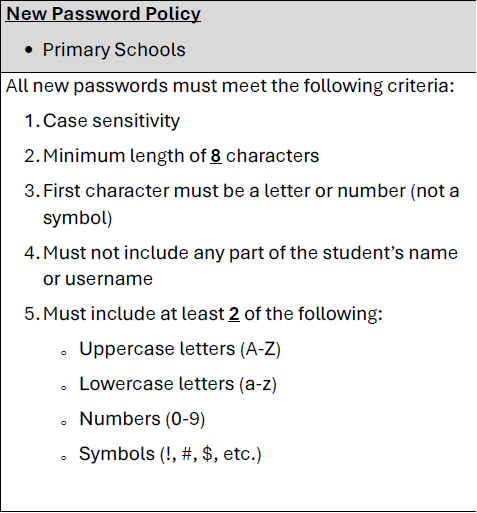 New Password Policy
• Primary Schools
All new passwords must meet the following criteria:
1. Case sensitivity
2. Minimum length of 8 characters
3. First character must be a letter or number (not a
symbol)
4. Must not include any part of the student’s name
or username
5. Must include at least 2 of the following:
○ Uppercase letters (A-Z)
○ Lowercase letters (a-z)
○ Numbers (0-9)
○ Symbols (!, #, $, etc.)